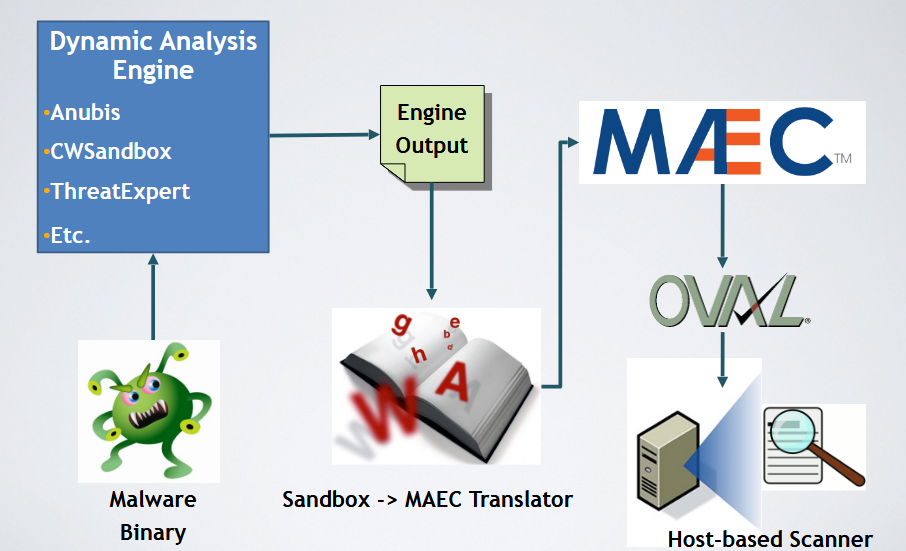 Dynamic Analysis
Engine
•Anubis
•CWSandbox
•ThreatExpert
•Etc.
Engine
Output
MAEC™
OVAL®
g
e
b
d
h
W
A
Malware
Binary
Sandbox -> MAEC Translator
Host-based Scanner